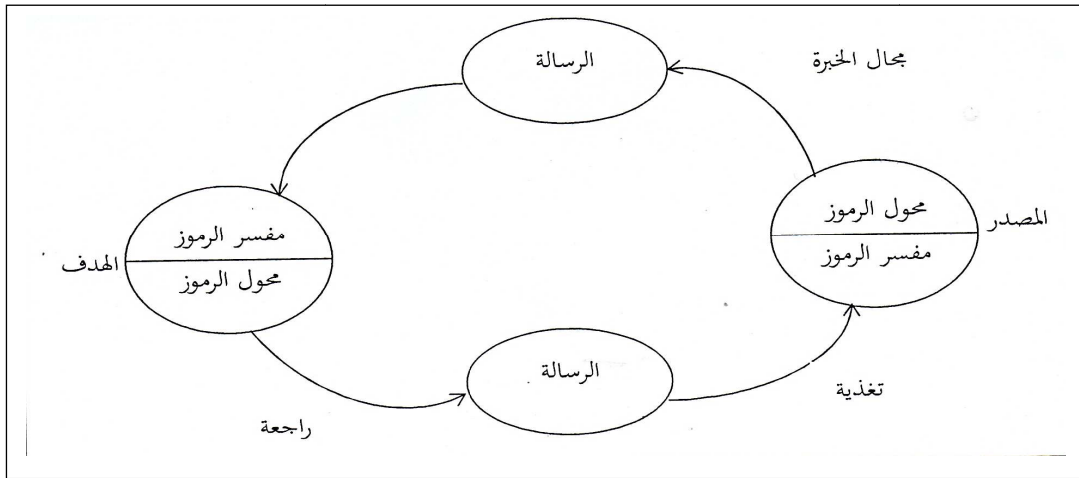 الرسالة
مجال الخبرة
المصدر
محول الرموز
مفسر الرموز
مفسر الرموز
محول الرموز
الهدف
الرسالة
تغذية
راجعة